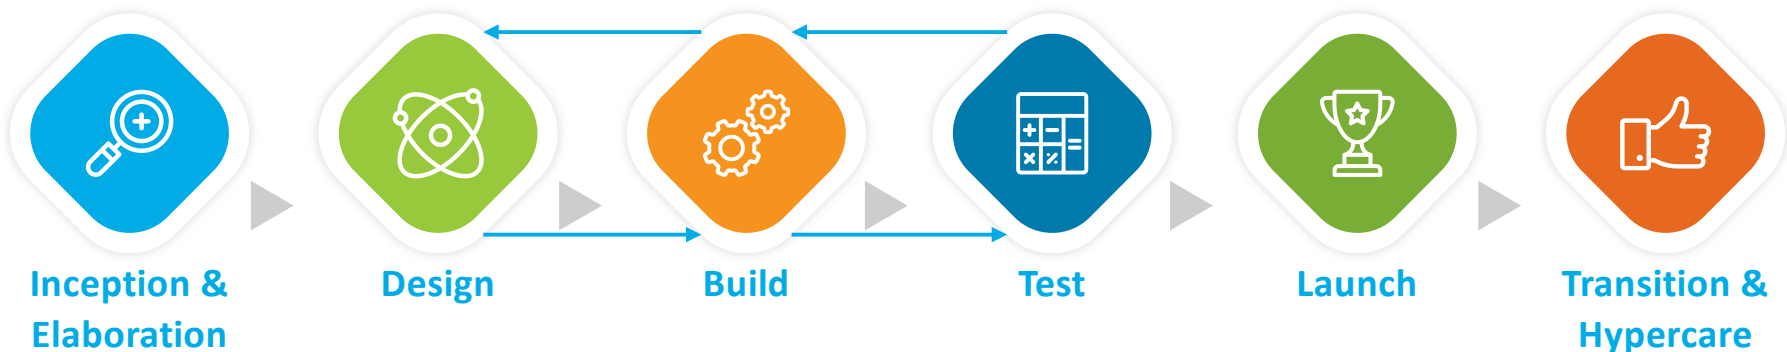 Inception &
Elaboration
Design
Build
Test
Launch
Transition &
Hypercare